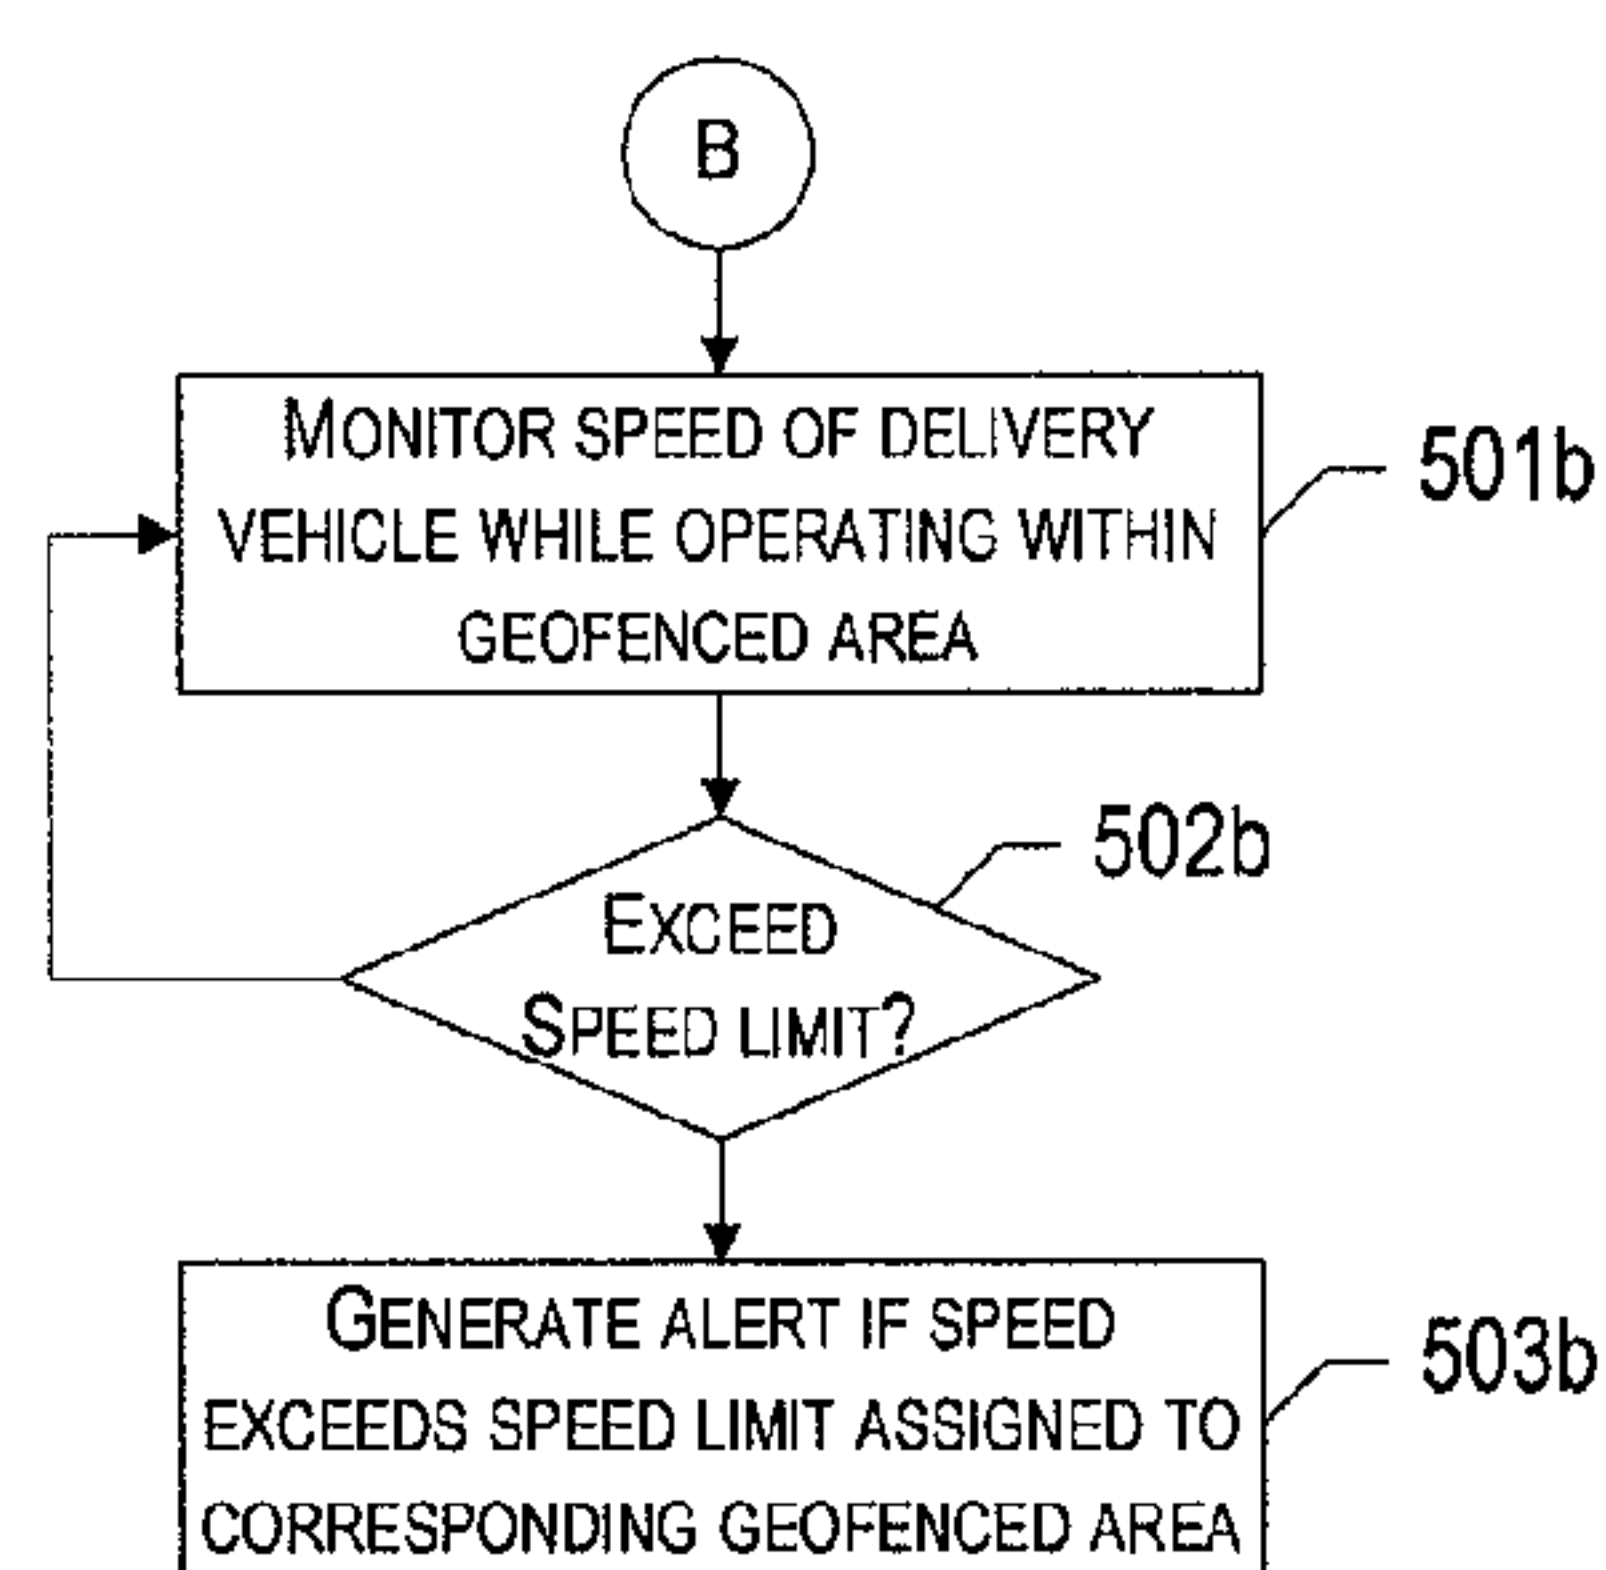 B
MONITOR SPEED OF DELIVERY
VEHICLE WHILE OPERATING WITHIN
GEOFENCED AREA
501b
502b
EXCEED
SPEED LIMIT?
GENERATE ALERT IF SPEED
EXCEEDS SPEED LIMIT ASSIGNED TO
CORRESPONDING GEOFENCED AREA
503b